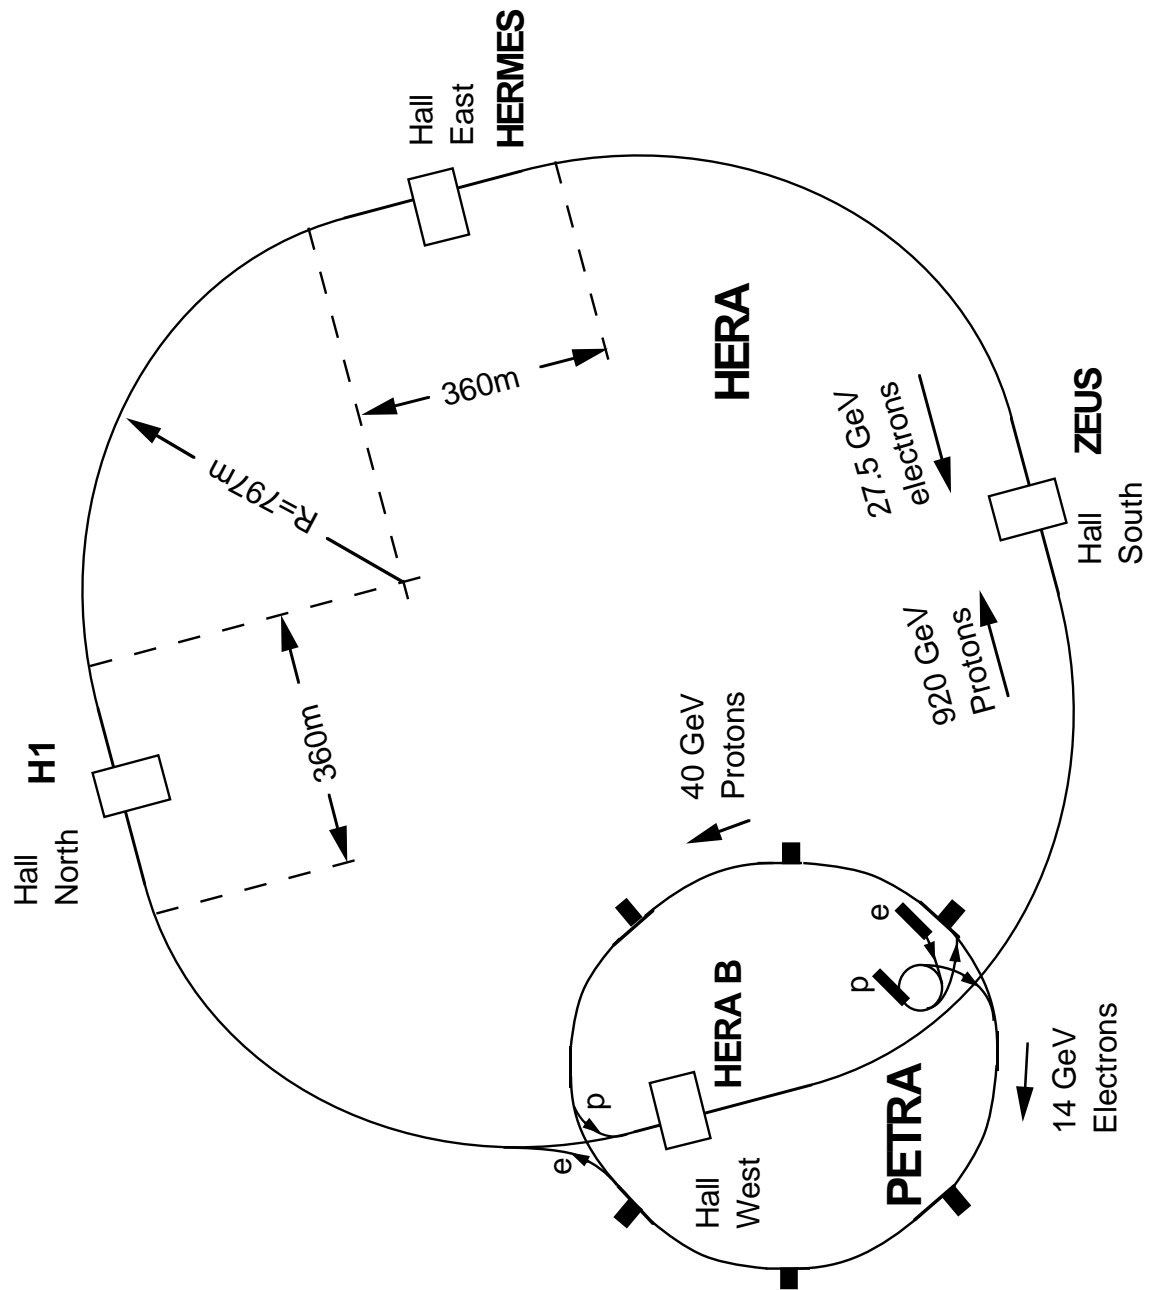 Hall
North
H1
Hall
East
HERMES
R=797m
360m
360m
HERA
27.5 GeV
electrons
ZEUS
Hall
South
920 GeV
Protons
40 GeV
Protons
HERA B
Hall
West
p
e
p
e
PETRA
14 GeV
Electrons